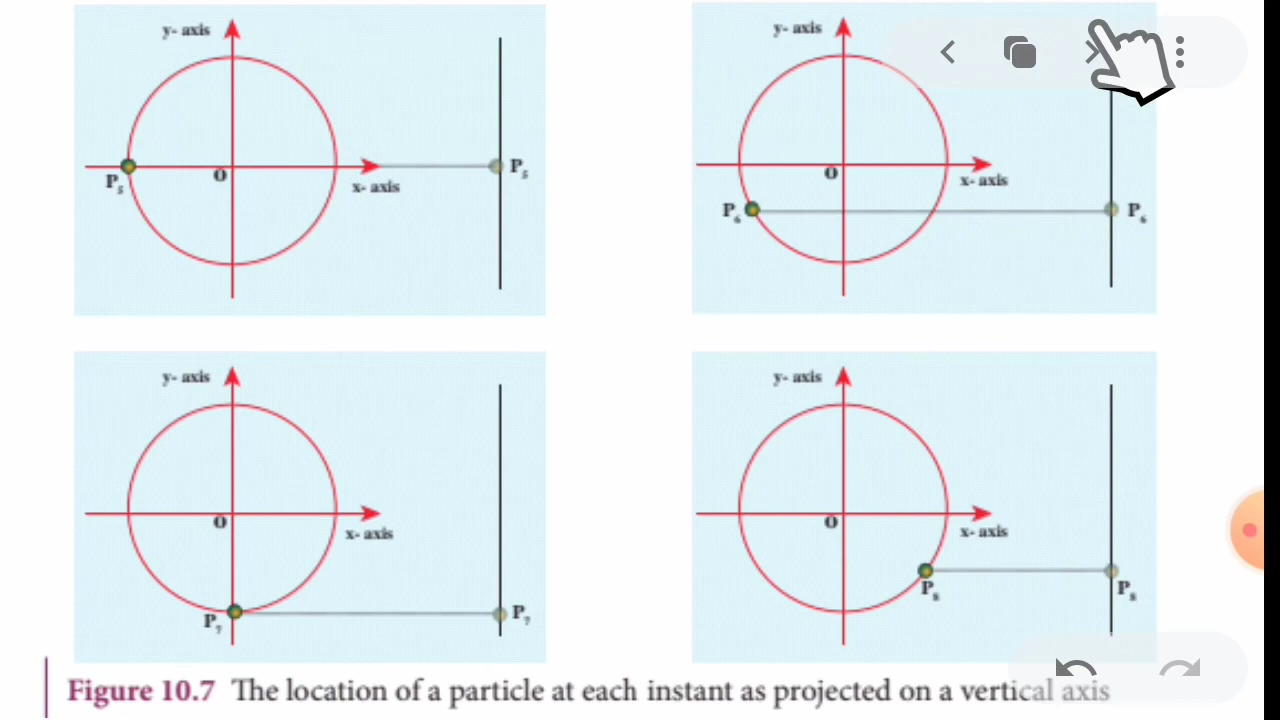 y- axis
O
P₅
x- axis
P₅
y- axis
O
x- axis
P₆
P₆
y- axis
O
x- axis
P₇
P₇
y- axis
O
x- axis
P₈
P₈
Figure 10.7 The location of a particle at each instant as projected on a vertical axis